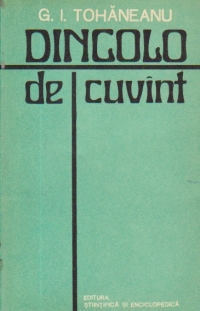 G. I. TOHĂNEANU
DINCOLO
de cuvînt
EDITURA
ȘTIINȚIFICĂ ȘI ENCICLOPEDICĂ